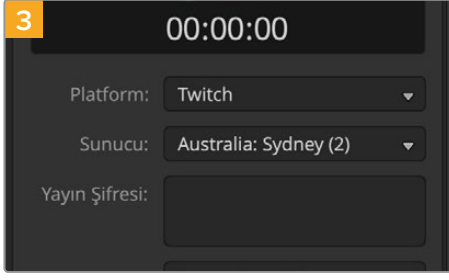 3
00:00:00
Platform: Twitch
Sunucu: Australia: Sydney (2)
Yayın Şifresi: